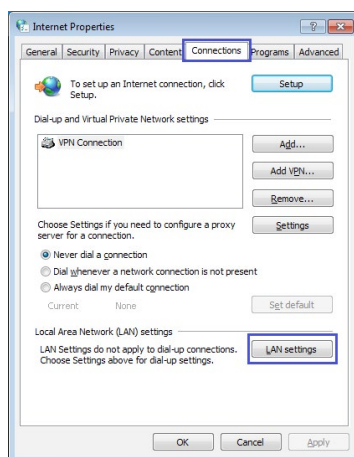 Internet Properties
General Security Privacy Content Connections Programs Advanced
To set up an Internet connection, click
Setup.
Setup
Dial-up and Virtual Private Network settings
VPN Connection
Add...
Add VPN...
Remove...
Choose Settings if you need to configure a proxy
server for a connection.
Settings
Never dial a connection
Dial whenever a network connection is not present
Always dial my default connection
Current None
Set default
Local Area Network (LAN) settings
LAN Settings do not apply to dial-up connections.
Choose Settings above for dial-up settings.
LAN settings
OK Cancel Apply